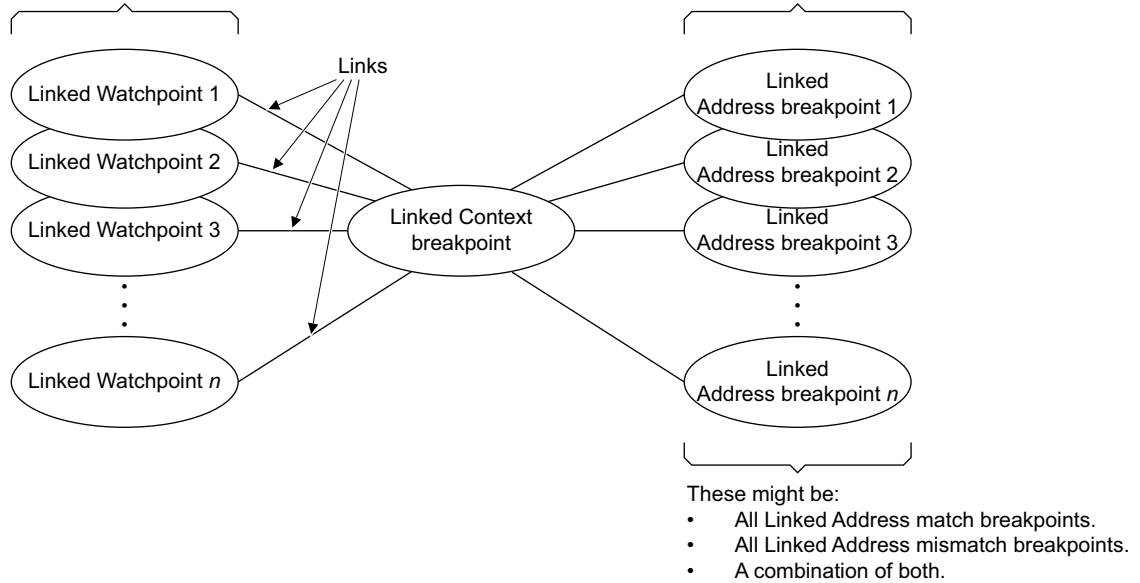 Links
Linked Watchpoint 1
Linked Watchpoint 2
Linked Watchpoint 3
Linked Watchpoint n
Linked Context
breakpoint
Linked
Address breakpoint 1
Linked
Address breakpoint 2
Linked
Address breakpoint 3
Linked
Address breakpoint n
These might be:
• All Linked Address match breakpoints.
• All Linked Address mismatch breakpoints.
• A combination of both.